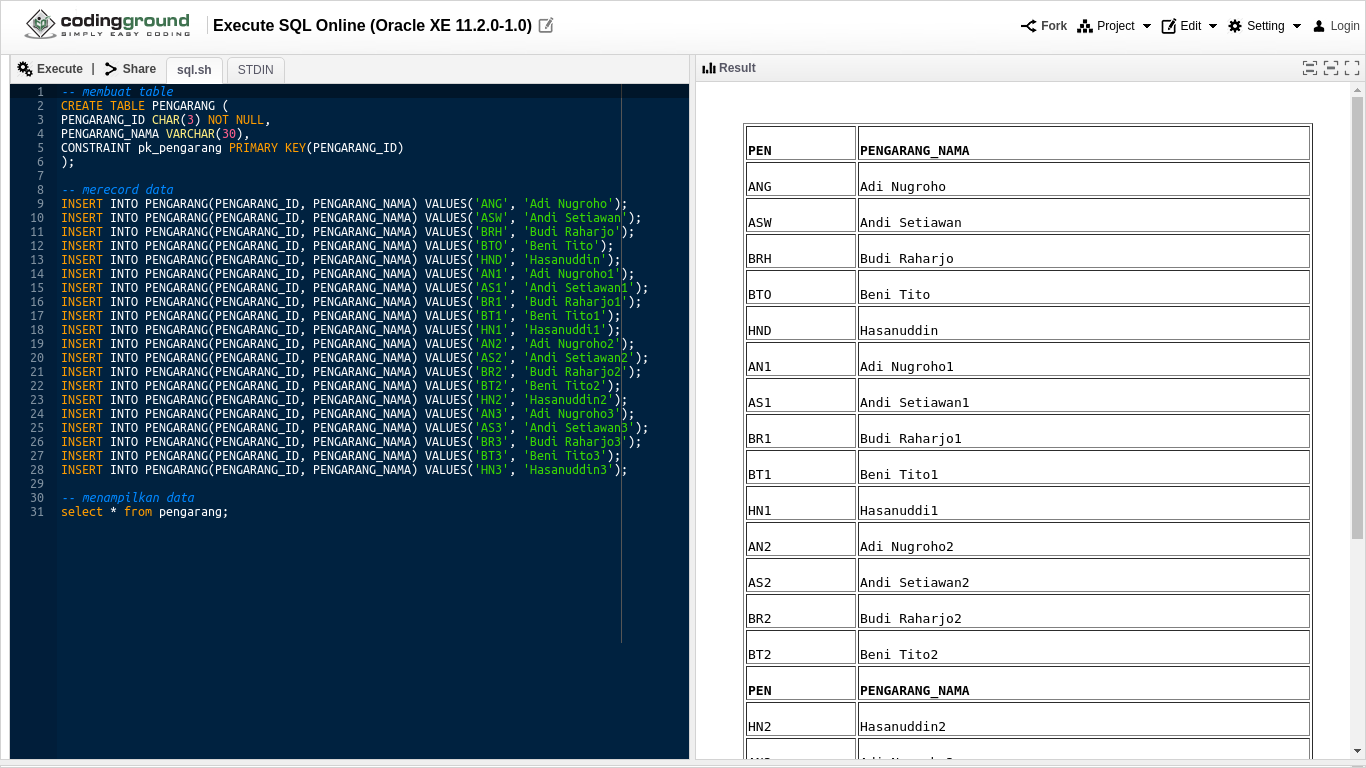 codingground
SIMPLY EASY CODING
Execute SQL Online (Oracle XE 11.2.0-1.0)
Fork Project Edit Setting Login
Execute | Share sql.sh STDIN
1 -- membuat table
2 CREATE TABLE PENGARANG (
3 PENGARANG_ID CHAR(3) NOT NULL,
4 PENGARANG_NAMA VARCHAR(30),
5 CONSTRAINT pk_pengarang PRIMARY KEY(PENGARANG_ID)
6 );
7
8 -- merecord data
9 INSERT INTO PENGARANG(PENGARANG_ID, PENGARANG_NAMA) VALUES('ANG', 'Adi Nugroho');
10 INSERT INTO PENGARANG(PENGARANG_ID, PENGARANG_NAMA) VALUES('ASW', 'Andi Setiawan');
11 INSERT INTO PENGARANG(PENGARANG_ID, PENGARANG_NAMA) VALUES('BRH', 'Budi Raharjo');
12 INSERT INTO PENGARANG(PENGARANG_ID, PENGARANG_NAMA) VALUES('BTO', 'Beni Tito');
13 INSERT INTO PENGARANG(PENGARANG_ID, PENGARANG_NAMA) VALUES('HND', 'Hasanuddin');
14 INSERT INTO PENGARANG(PENGARANG_ID, PENGARANG_NAMA) VALUES('AN1', 'Adi Nugroho1');
15 INSERT INTO PENGARANG(PENGARANG_ID, PENGARANG_NAMA) VALUES('AS1', 'Andi Setiawan1');
16 INSERT INTO PENGARANG(PENGARANG_ID, PENGARANG_NAMA) VALUES('BR1', 'Budi Raharjo1');
17 INSERT INTO PENGARANG(PENGARANG_ID, PENGARANG_NAMA) VALUES('BT1', 'Beni Tito1');
18 INSERT INTO PENGARANG(PENGARANG_ID, PENGARANG_NAMA) VALUES('HN1', 'Hasanuddi1');
19 INSERT INTO PENGARANG(PENGARANG_ID, PENGARANG_NAMA) VALUES('AN2', 'Adi Nugroho2');
20 INSERT INTO PENGARANG(PENGARANG_ID, PENGARANG_NAMA) VALUES('AS2', 'Andi Setiawan2');
21 INSERT INTO PENGARANG(PENGARANG_ID, PENGARANG_NAMA) VALUES('BR2', 'Budi Raharjo2');
22 INSERT INTO PENGARANG(PENGARANG_ID, PENGARANG_NAMA) VALUES('BT2', 'Beni Tito2');
23 INSERT INTO PENGARANG(PENGARANG_ID, PENGARANG_NAMA) VALUES('HN2', 'Hasanuddin2');
24 INSERT INTO PENGARANG(PENGARANG_ID, PENGARANG_NAMA) VALUES('AN3', 'Adi Nugroho3');
25 INSERT INTO PENGARANG(PENGARANG_ID, PENGARANG_NAMA) VALUES('AS3', 'Andi Setiawan3');
26 INSERT INTO PENGARANG(PENGARANG_ID, PENGARANG_NAMA) VALUES('BR3', 'Budi Raharjo3');
27 INSERT INTO PENGARANG(PENGARANG_ID, PENGARANG_NAMA) VALUES('BT3', 'Beni Tito3');
28 INSERT INTO PENGARANG(PENGARANG_ID, PENGARANG_NAMA) VALUES('HN3', 'Hasanuddin3');
29
30 -- menampilkan data
31 select * from pengarang;
Result
PEN PENGARANG_NAMA
ANG Adi Nugroho
ASW Andi Setiawan
BRH Budi Raharjo
BTO Beni Tito
HND Hasanuddin
AN1 Adi Nugroho1
AS1 Andi Setiawan1
BR1 Budi Raharjo1
BT1 Beni Tito1
HN1 Hasanuddi1
AN2 Adi Nugroho2
AS2 Andi Setiawan2
BR2 Budi Raharjo2
BT2 Beni Tito2
PEN PENGARANG_NAMA
HN2 Hasanuddin2